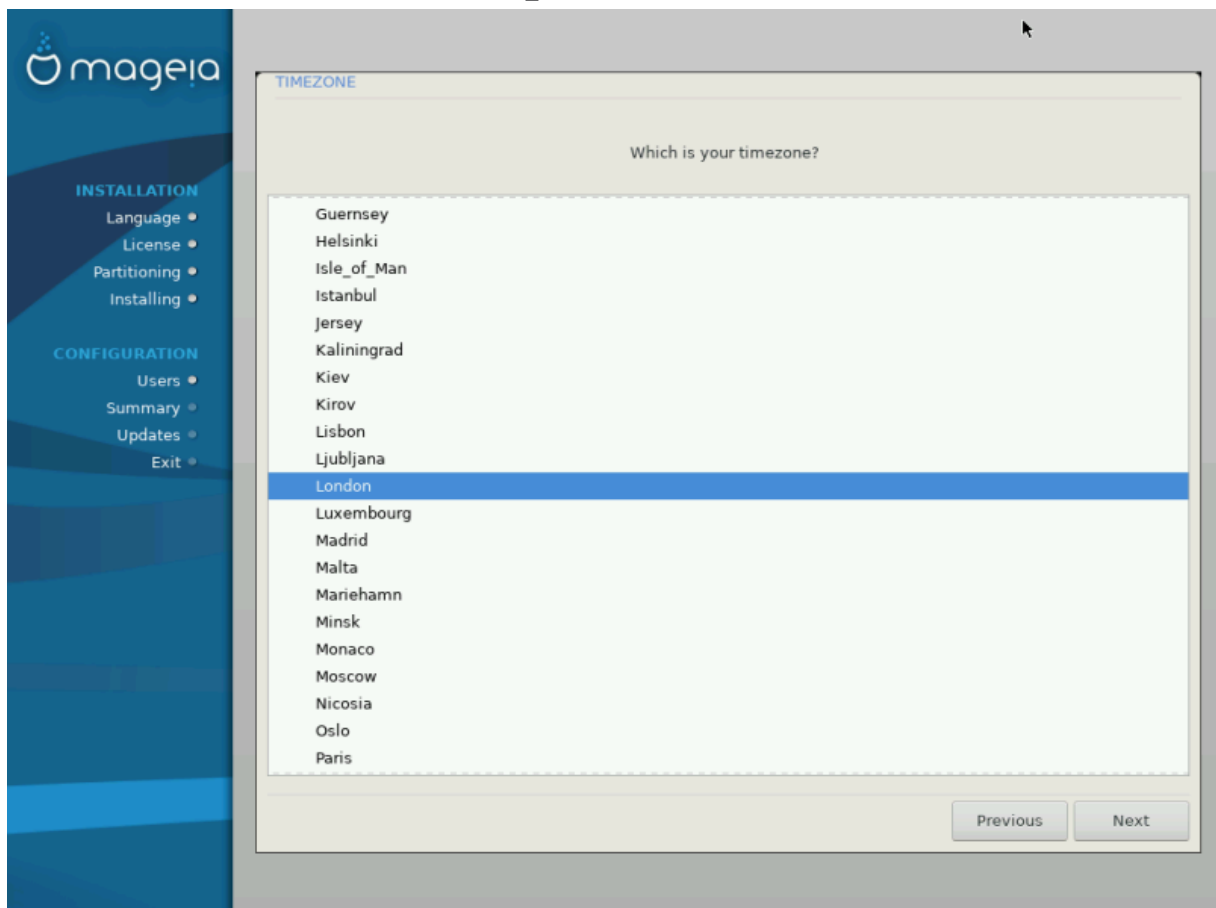 mageia
INSTALLATION
Language
License
Partitioning
Installing
CONFIGURATION
Users
Summary
Updates
Exit
TIMEZONE
Which is your timezone?
Guernsey
Helsinki
Isle_of_Man
Istanbul
Jersey
Kaliningrad
Kiev
Kirov
Lisbon
Ljubljana
London
Luxembourg
Madrid
Malta
Mariehamn
Minsk
Monaco
Moscow
Nicosia
Oslo
Paris
Previous
Next